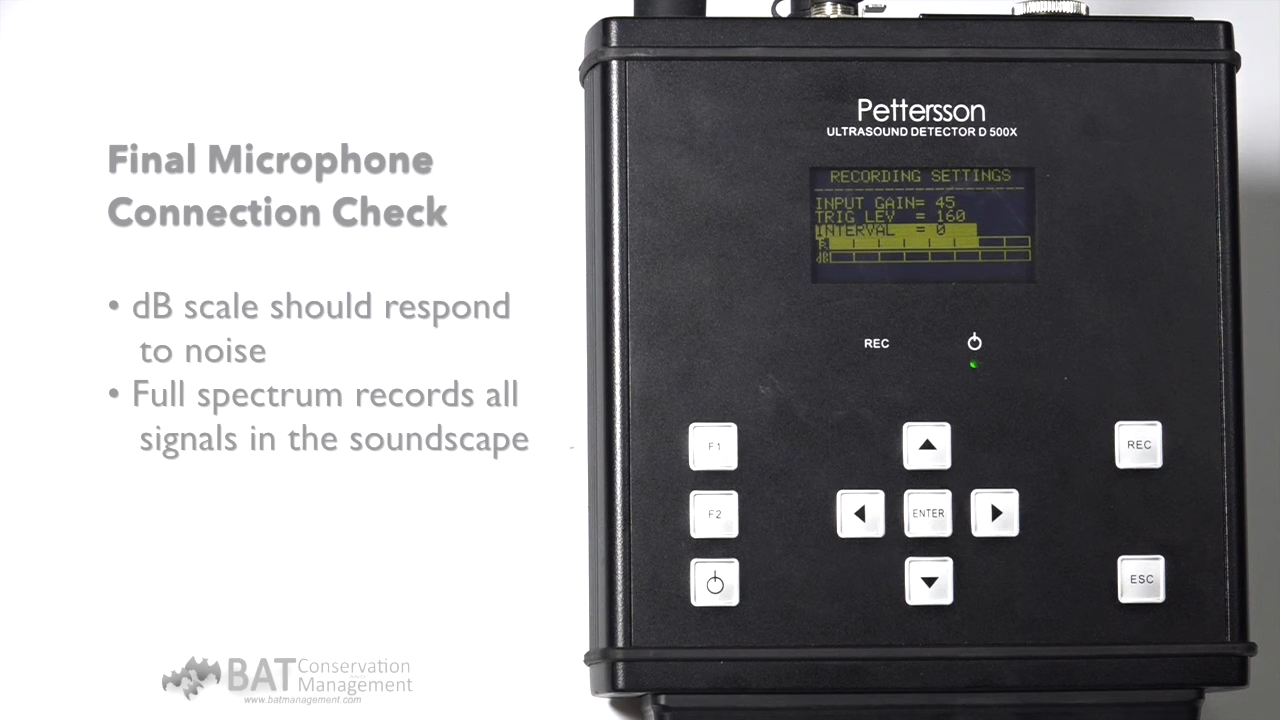 Final Microphone
Connection Check
• dB scale should respond
to noise
• Full spectrum records all
signals in the soundscape
BAT Conservation
Management
www.batmanagement.com
Pettersson
ULTRASOUND DETECTOR D 500X
RECORDING SETTINGS
INPUT GAIN= 45
TRIG LEV = 160
INTERVAL = 0
dB
REC
F1
REC
F2
ENTER
ESC